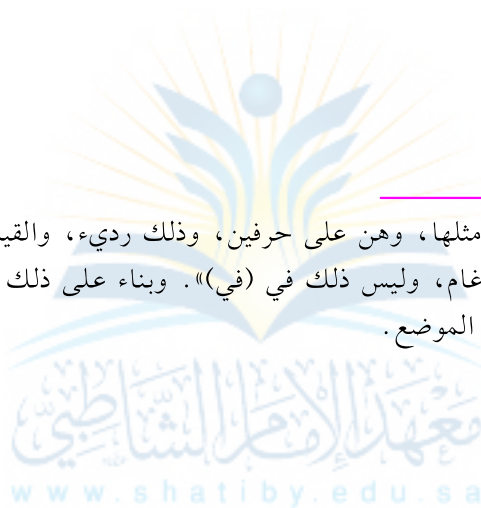 مثلها، وهن على حرفين، وذلك رديء، والقيا
غام، وليس ذلك في (في)». وبناء على ذلك
الموضع.
معهد الإمام الشاطبي
www.shatiby.edu.sa